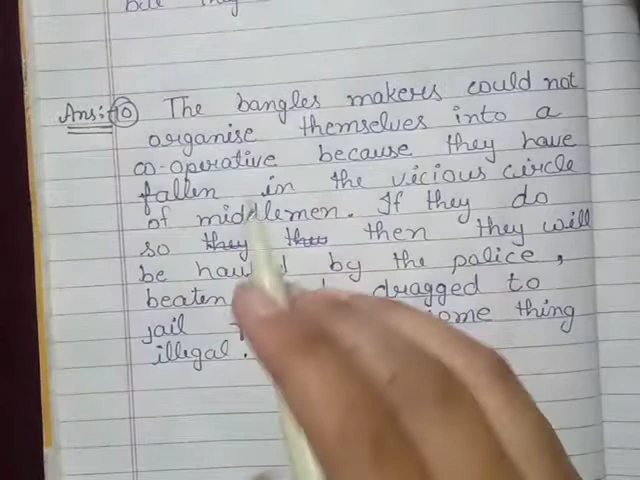 Ans:-10 The bangles makers could not
organise themselves into a
co-operative because they have
fallen in the vicious circle
of middlemen. If they do
so they then they will
be by the police,
beaten dragged to
jail some thing
illegal.